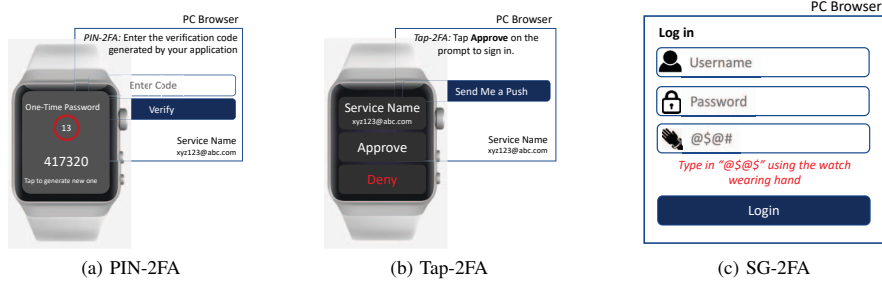 PC Browser
PIN-2FA: Enter the verification code
generated by your application
Enter Code
Verify
One-Time Password
13
417320
Tap to generate new one
Service Name
xyz123@abc.com
(a) PIN-2FA
PC Browser
Tap-2FA: Tap Approve on the
prompt to sign in.
Send Me a Push
Service Name
xyz123@abc.com
Approve
Deny
Service Name
xyz123@abc.com
(b) Tap-2FA
PC Browser
Log in
Username
Password
@$@#
Type in “@$@$” using the watch
wearing hand
Login
(c) SG-2FA